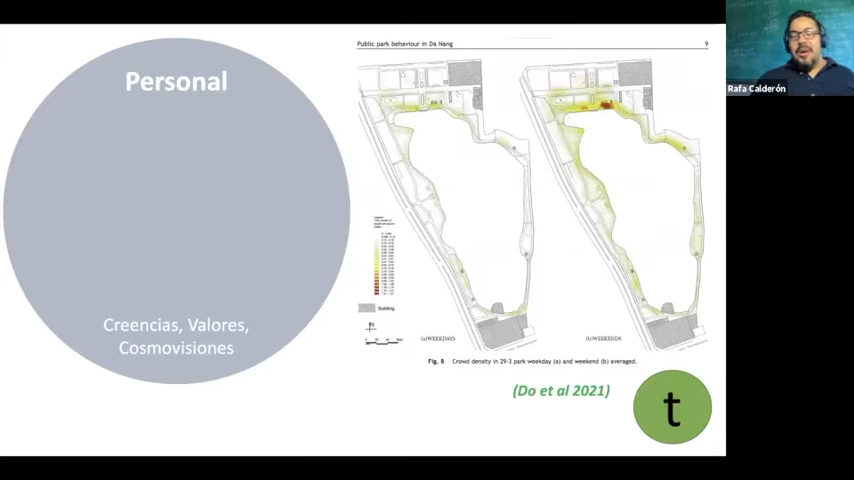 Personal
Creencias, Valores,
Cosmovisiones
Public park behaviour in Da Nang
9
Building
N
(a)WEEKDAYS
(b)WEEKENDS
Fig. 8 Crowd density in 29-3 park weekday (a) and weekend (b) averaged.
(Do et al 2021)
t
Rafa Calderón